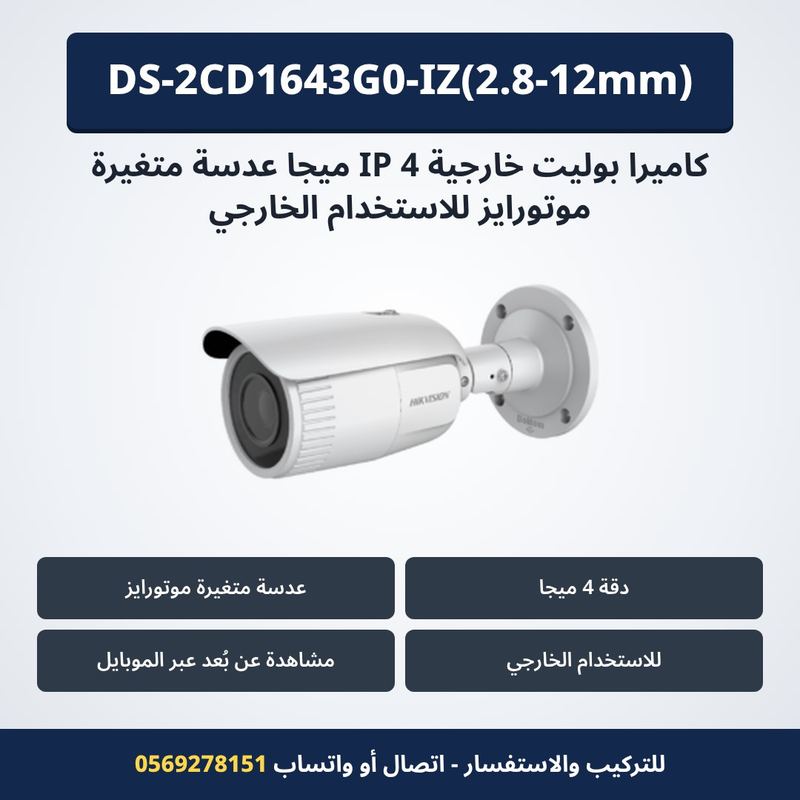 DS-2CD1643G0-IZ(2.8-12mm)
كاميرا بوليت خارجية IP 4 ميجا عدسة متغيرة
موتورايز للاستخدام الخارجي
HIKVISION
Bottom
دقة 4 ميجا
عدسة متغيرة موتورايز
للاستخدام الخارجي
مشاهدة عن بُعد عبر الموبايل
للتركيب والاستفسار - اتصال أو واتساب 0569278151